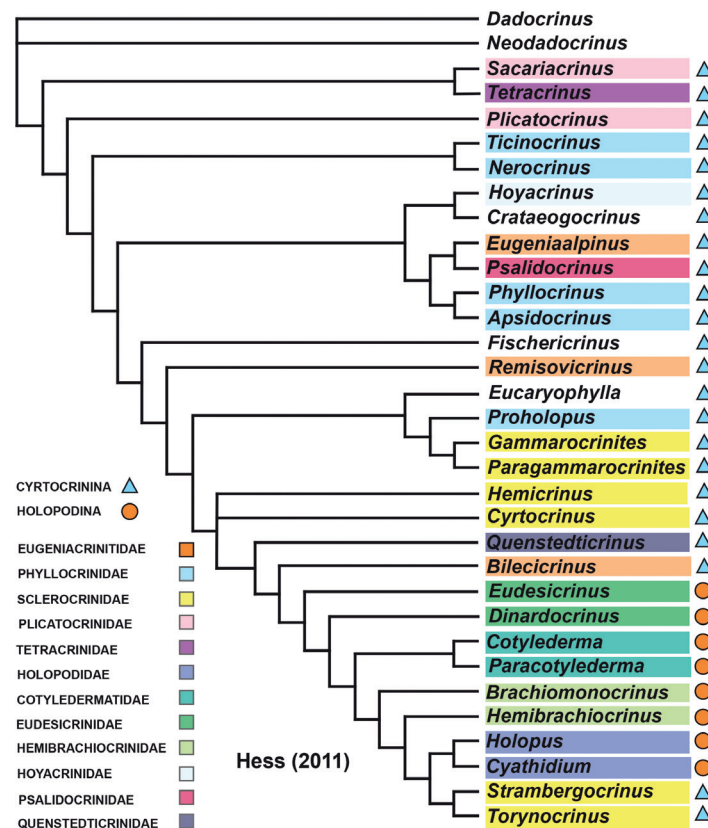 Dadocrinus
Neodadocrinus
Sacariacrinus
Tetracrinus
Plicatocrinus
Ticinocrinus
Nerocrinus
Hoyacrinus
Crataeogocrinus
Eugeniaalpinus
Psalidocrinus
Phyllocrinus
Apsidocrinus
Fischericrinus
Remisovicrinus
Eucaryophylla
Proholopus
Gammarocrinites
Paragammarocrinites
Hemicrinus
Cyrtocrinus
Quenstedticrinus
Bilecicrinus
Eudesicrinus
Dinardocrinus
Cotylederma
Paracotylederma
Brachiomonocrinus
Hemibrachiocrinus
Holopus
Cyathidium
Strambergocrinus
Torynocrinus
CYRTOCRININA
HOLOPODINA
EUGENIACRINITIDAE
PHYLLOCRINIDAE
SCLEROCRINIDAE
PLICATOCRINIDAE
TETRACRINIDAE
HOLOPODIDAE
COTYLEDERMATIDAE
EUDESICRINIDAE
HEMIBRACHIOCRINIDAE
HOYACRINIDAE
PSALIDOCRINIDAE
QUENSTEDTICRINIDAE
Hess (2011)